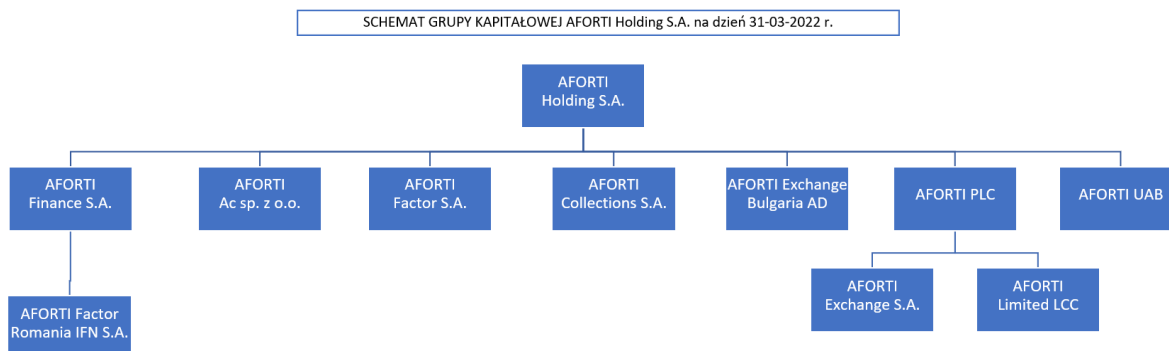 SCHEMAT GRUPY KAPITAŁOWEJ AFORTI Holding S.A. na dzień 31-03-2022 r.
AFORTI
Holding S.A.
AFORTI
Finance S.A.
AFORTI
Ac sp. z o.o.
AFORTI
Factor S.A.
AFORTI
Collections S.A.
AFORTI Exchange
Bulgaria AD
AFORTI PLC
AFORTI UAB
AFORTI Factor
Romania IFN S.A.
AFORTI
Exchange S.A.
AFORTI
Limited LCC